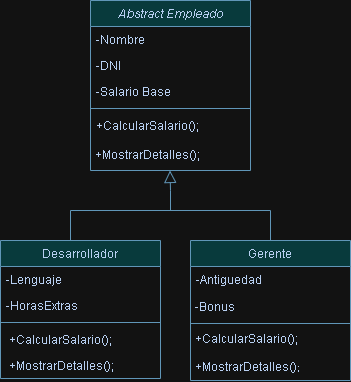 Abstract Empleado
-Nombre
-DNI
-Salario Base
+CalcularSalario();
+MostrarDetalles();
Desarrollador
-Lenguaje
-HorasExtras
+CalcularSalario();
+MostrarDetalles();
Gerente
-Antiguedad
-Bonus
+CalcularSalario();
+MostrarDetalles();